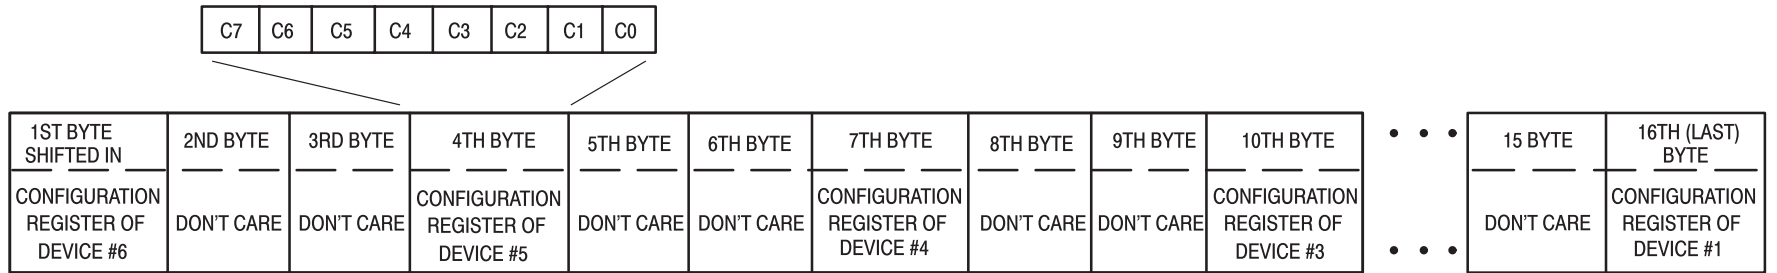 C7 C6 C5 C4 C3 C2 C1 C0
1ST BYTE
SHIFTED IN
CONFIGURATION
REGISTER OF
DEVICE #6
2ND BYTE
DON'T CARE
3RD BYTE
DON'T CARE
4TH BYTE
CONFIGURATION
REGISTER OF
DEVICE #5
5TH BYTE
DON'T CARE
6TH BYTE
DON'T CARE
7TH BYTE
CONFIGURATION
REGISTER OF
DEVICE #4
8TH BYTE
DON'T CARE
9TH BYTE
DON'T CARE
10TH BYTE
CONFIGURATION
REGISTER OF
DEVICE #3
15 BYTE
DON'T CARE
16TH (LAST)
BYTE
CONFIGURATION
REGISTER OF
DEVICE #1